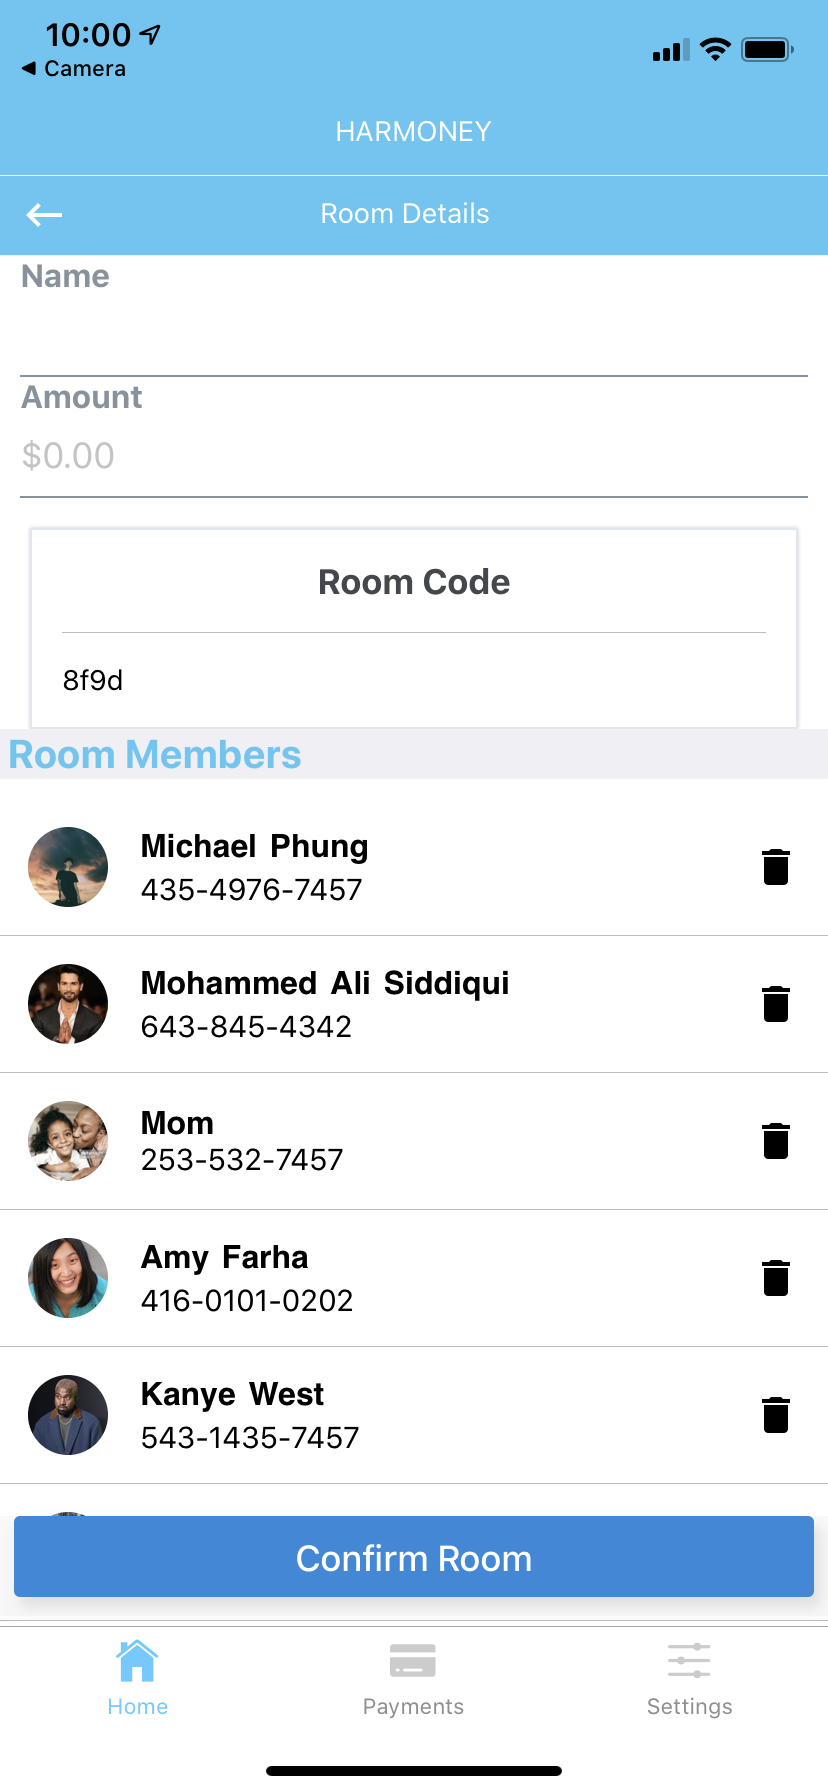 10:00
Camera
HARMONEY
Room Details
Name
Amount
$0.00
Room Code
8f9d
Room Members
Michael Phung
435-4976-7457
Mohammed Ali Siddiqui
643-845-4342
Mom
253-532-7457
Amy Farha
416-0101-0202
Kanye West
543-1435-7457
Confirm Room
Home Payments Settings